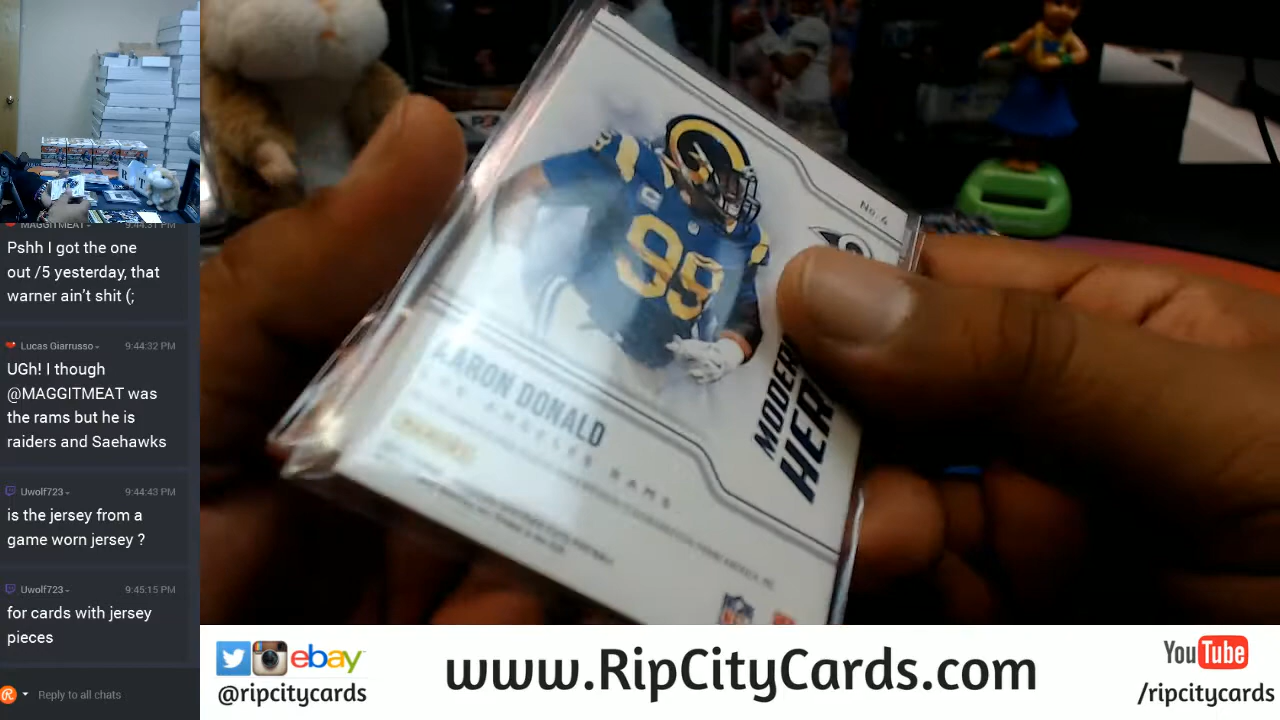 MAGGITMEAT - 9:44:31 PM
Pshh I got the one
out /5 yesterday, that
warner ain't shit (;
Lucas Giarrusso - 9:44:32 PM
UGh! I though
@MAGGITMEAT was
the rams but he is
raiders and Saehawks
Uwolf723 - 9:44:43 PM
is the jersey from a
game worn jersey ?
Uwolf723 - 9:45:15 PM
for cards with jersey
pieces
Reply to all chats
No. 4
99
AARON DONALD
LOS ANGELES RAMS
PANINI
NFL
ebay
@ripcitycards
www.RipCityCards.com
YouTube
/ripcitycards